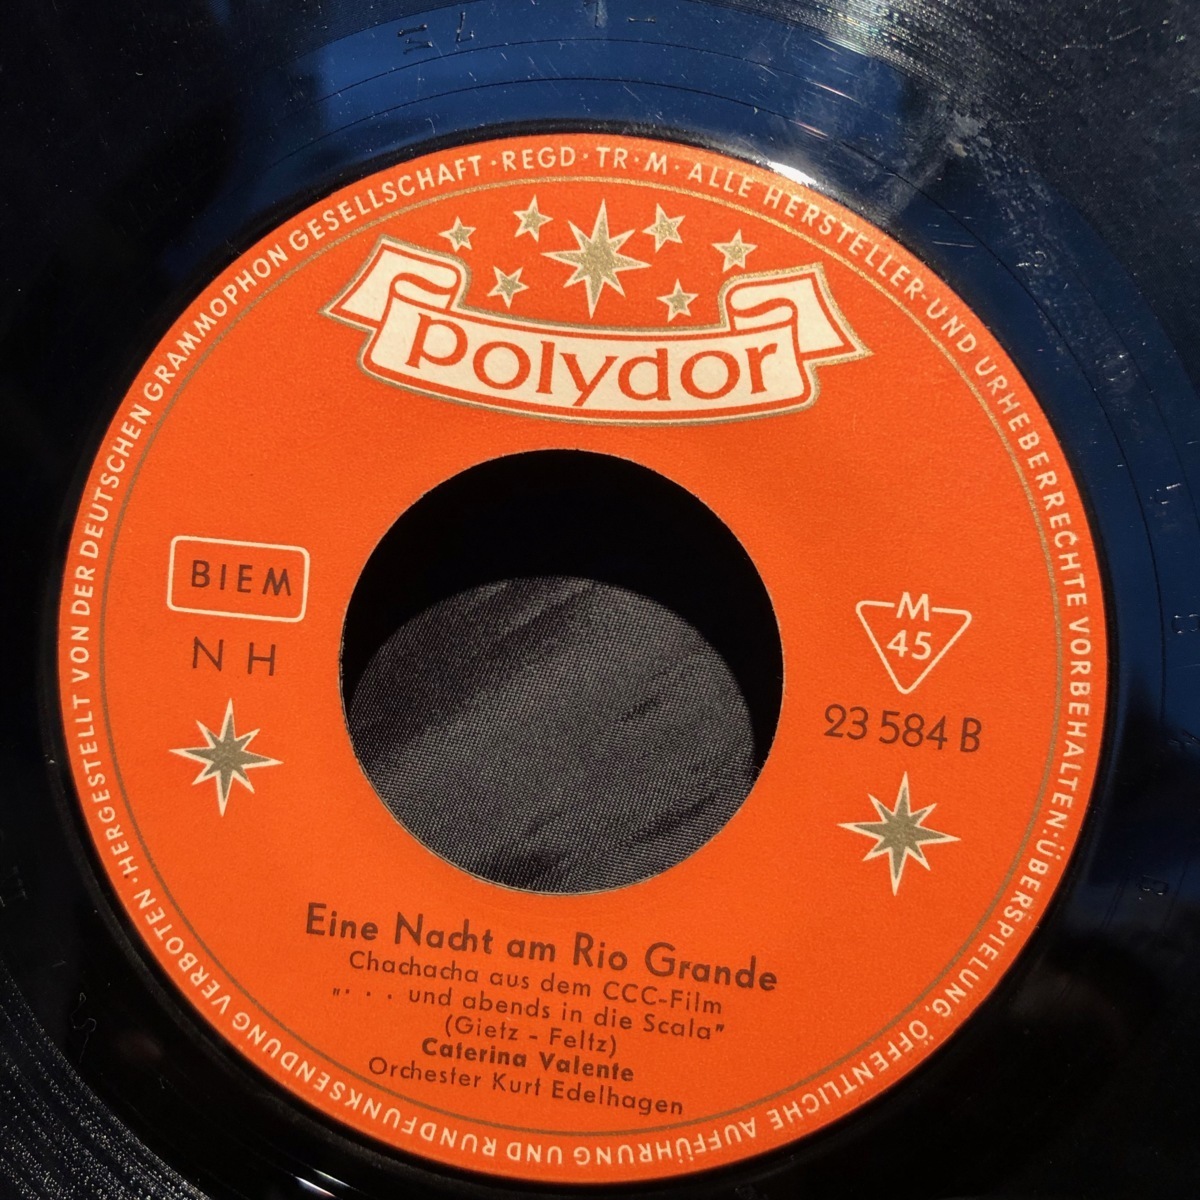 HERGESTELLT VON DER DEUTSCHEN GRAMMOPHON GESELLSCHAFT · REGD · TR · M · ALLE HERSTELLER- UND URHEBERRECHTE VORBEHALTEN: ÜBERSPIELUNG, ÖFFENTLICHE AUFFÜHRUNG UND RUNDFUNKSENDUNG VERBOTEN ·
polydor
BIEM
N H
M
45
23 584 B
Eine Nacht am Rio Grande
Chachacha aus dem CCC-Film
„. . . und abends in die Scala"
(Gietz - Feltz)
Caterina Valente
Orchester Kurt Edelhagen